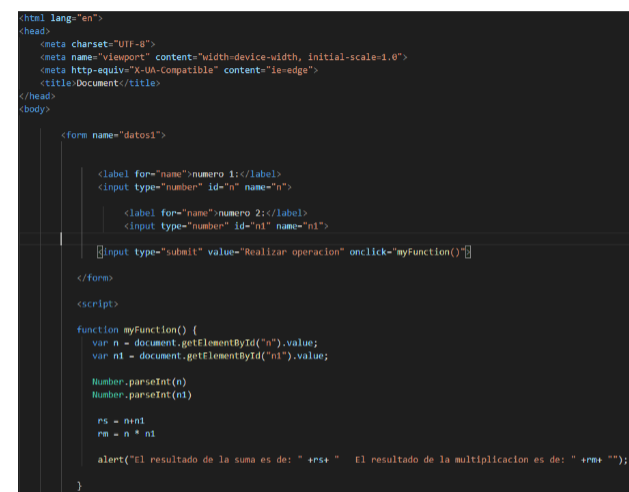 <html lang="en">
<head>
<meta charset="UTF-8">
<meta name="viewport" content="width=device-width, initial-scale=1.0">
<meta http-equiv="X-UA-Compatible" content="ie=edge">
<title>Document</title>
</head>
<body>
<form name="datos1">
<label for="name">numero 1:</label>
<input type="number" id="n" name="n">
<label for="name">numero 2:</label>
<input type="number" id="n1" name="n1">
<input type="submit" value="Realizar operacion" onclick="myFunction()">
</form>
<script>
function myFunction() {
var n = document.getElementById("n").value;
var n1 = document.getElementById("n1").value;
Number.parseInt(n)
Number.parseInt(n1)
rs = n+n1
rm = n * n1
alert("El resultado de la suma es de: " +rs+ "   El resultado de la multiplicacion es de: " +rm+ "");
}